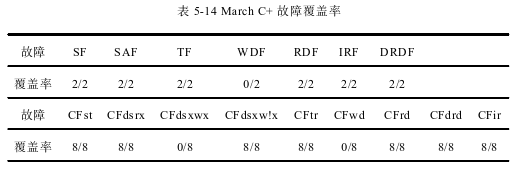 表 5-14 March C+ 故障覆盖率
故障 SF SAF TF WDF RDF IRF DRDF
覆盖率 2/2 2/2 2/2 0/2 2/2 2/2 2/2
故障 CFst CFdsrx CFdsxwx CFdsxw!x CFtr CFwd CFrd CFdrd CFir
覆盖率 8/8 8/8 0/8 8/8 8/8 0/8 8/8 8/8 8/8